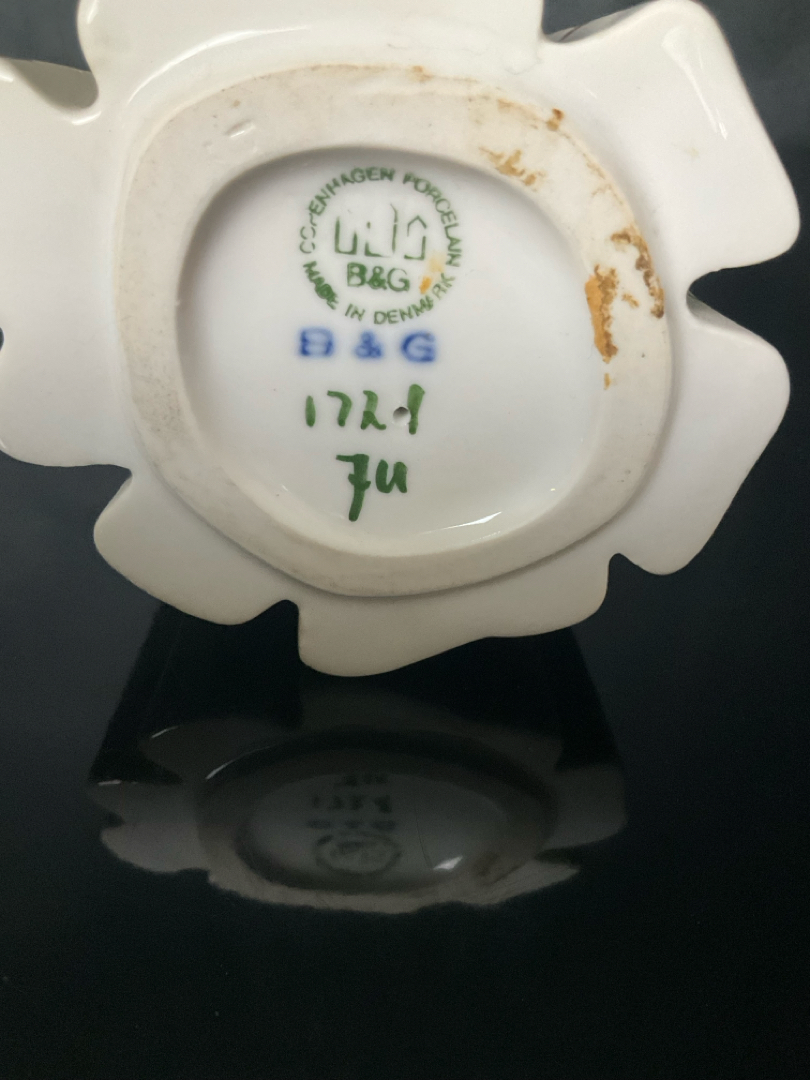 COPENHAGEN PORCELAIN
B&G
MADE IN DENMARK
B & G
1721
7u